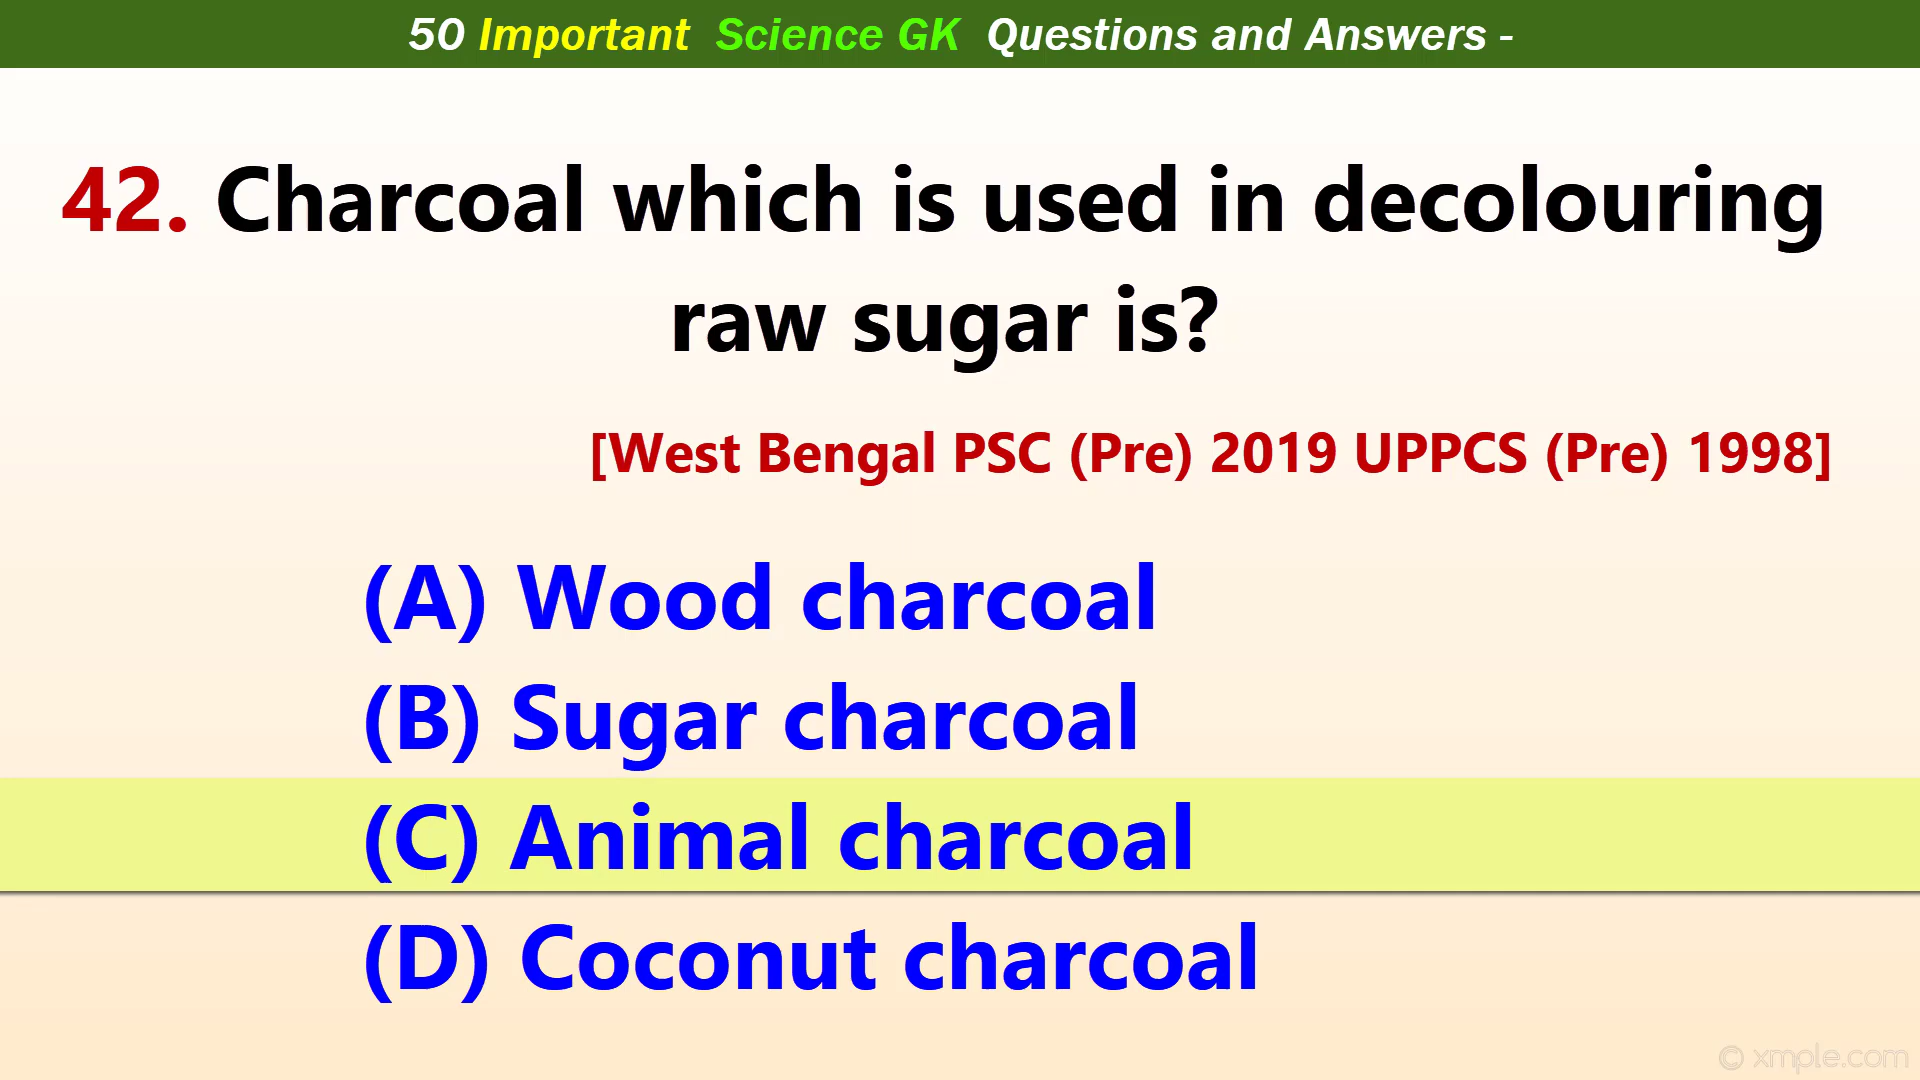 50 Important Science GK Questions and Answers -
42. Charcoal which is used in decolouring
raw sugar is?
[West Bengal PSC (Pre) 2019 UPPCS (Pre) 1998]
(A) Wood charcoal
(B) Sugar charcoal
(C) Animal charcoal
(D) Coconut charcoal
© xmple.com